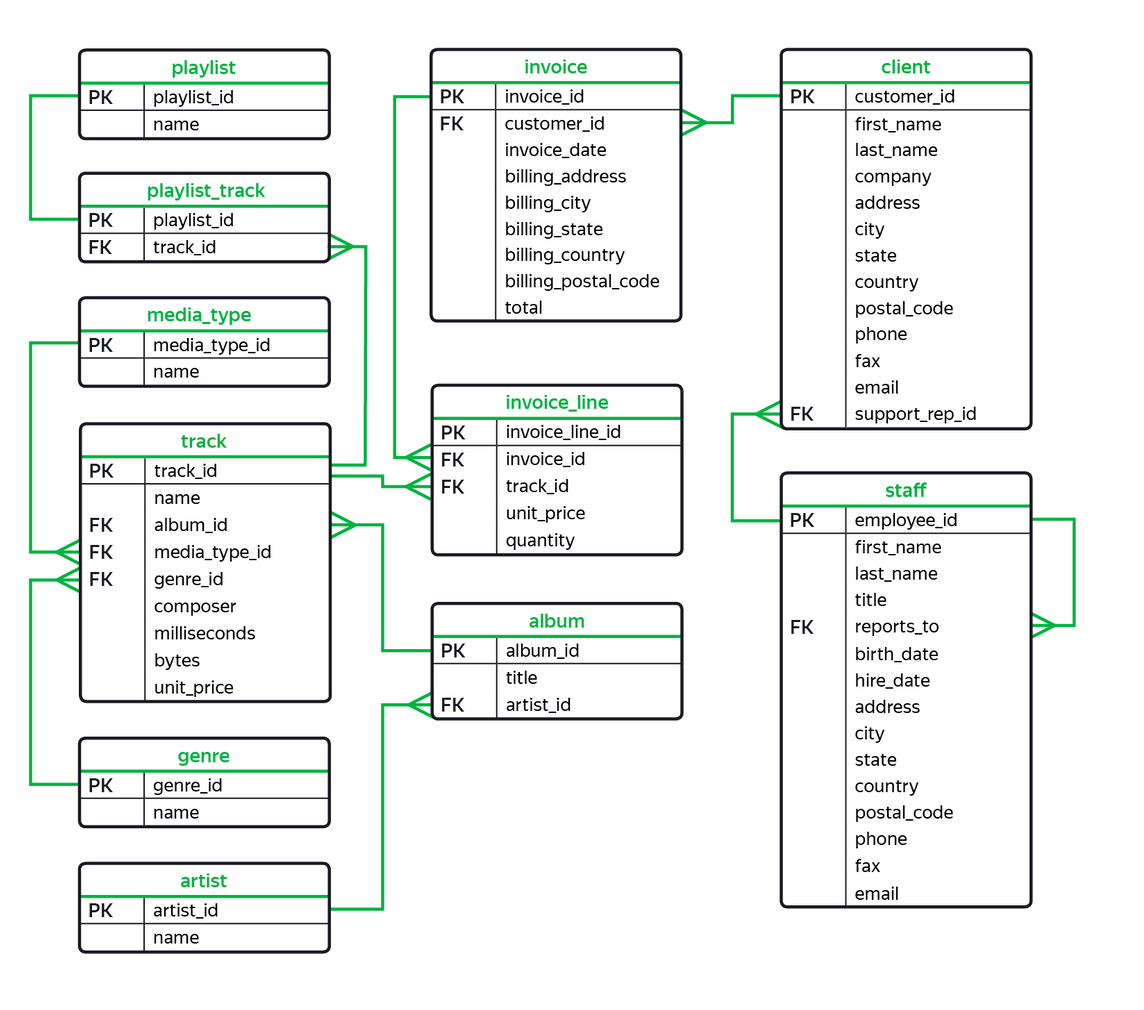 playlist
PK playlist_id
name
playlist_track
PK playlist_id
FK track_id
media_type
PK media_type_id
name
track
PK track_id
name
FK album_id
FK media_type_id
FK genre_id
composer
milliseconds
bytes
unit_price
genre
PK genre_id
name
artist
PK artist_id
name
invoice
PK invoice_id
FK customer_id
invoice_date
billing_address
billing_city
billing_state
billing_country
billing_postal_code
total
invoice_line
PK invoice_line_id
FK invoice_id
FK track_id
unit_price
quantity
album
PK album_id
title
FK artist_id
client
PK customer_id
first_name
last_name
company
address
city
state
country
postal_code
phone
fax
email
FK support_rep_id
staff
PK employee_id
first_name
last_name
title
FK reports_to
birth_date
hire_date
address
city
state
country
postal_code
phone
fax
email